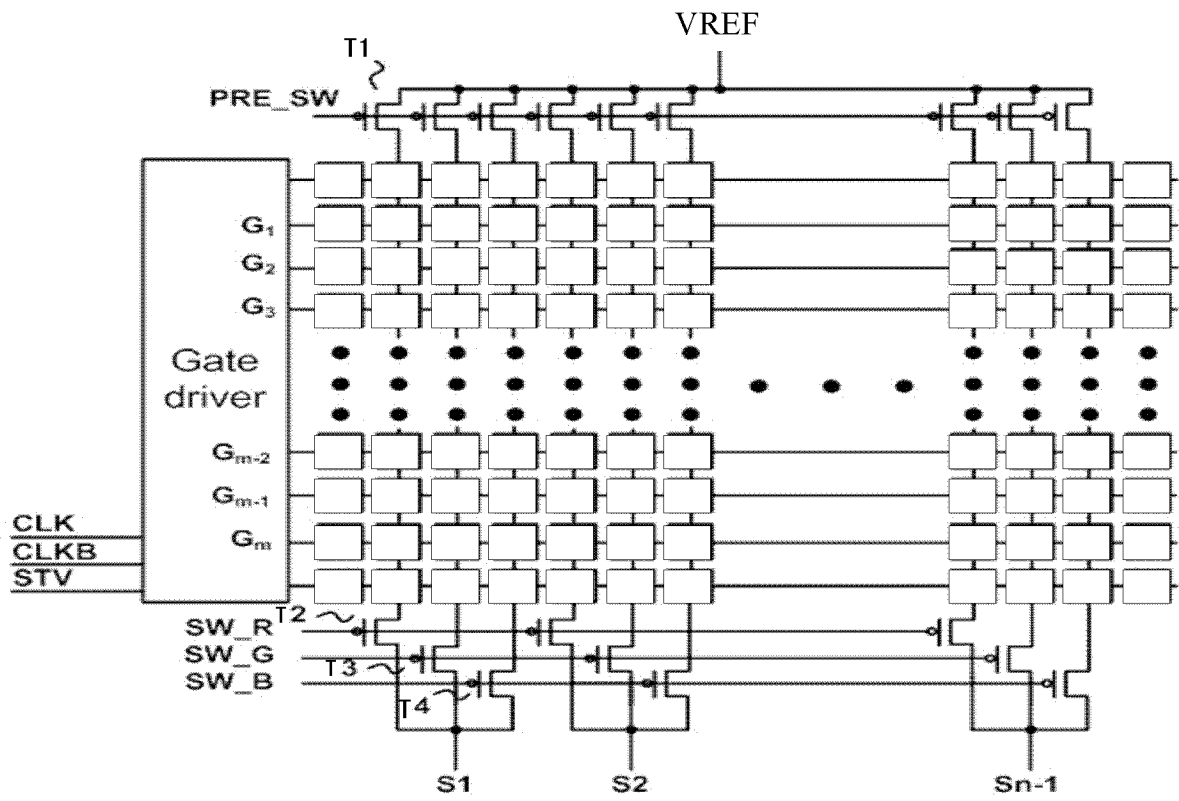 VREF
T1
PRE_SW
G1
G2
G3
Gate
driver
Gm-2
Gm-1
Gm
CLK
CLKB
STV
T2
SW_R
SW_G
T3
SW_B
T4
S1
S2
Sn-1